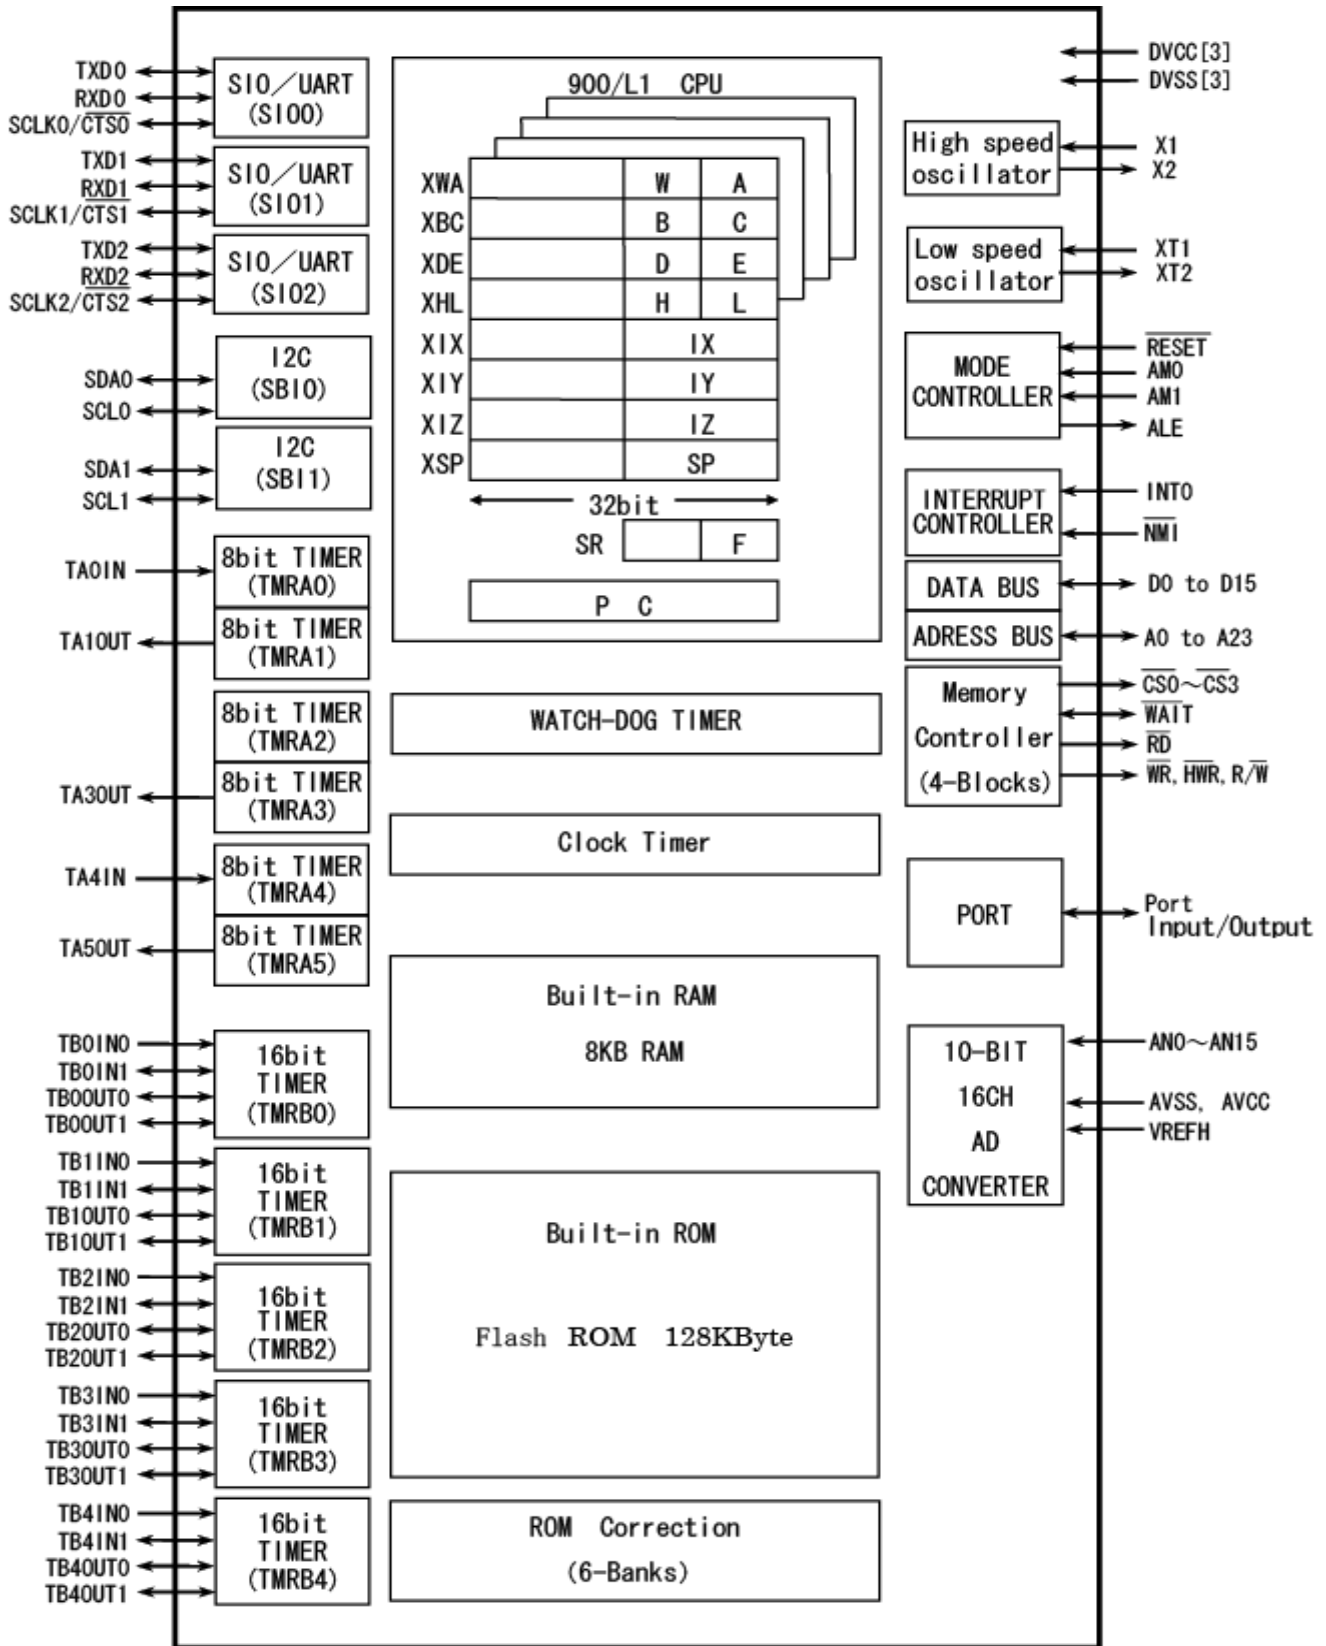 TXD0
RXD0
SCLK0/CTS0
SIO/UART
(SIO0)
TXD1
RXD1
SCLK1/CTS1
SIO/UART
(SIO1)
TXD2
RXD2
SCLK2/CTS2
SIO/UART
(SIO2)
SDA0
SCL0
I2C
(SBI0)
SDA1
SCL1
I2C
(SBI1)
TA0IN
8bit TIMER
(TMRA0)
TA1OUT
8bit TIMER
(TMRA1)
8bit TIMER
(TMRA2)
TA3OUT
8bit TIMER
(TMRA3)
TA4IN
8bit TIMER
(TMRA4)
TA5OUT
8bit TIMER
(TMRA5)
TB0IN0
TB0IN1
TB0OUT0
TB0OUT1
16bit
TIMER
(TMRB0)
TB1IN0
TB1IN1
TB1OUT0
TB1OUT1
16bit
TIMER
(TMRB1)
TB2IN0
TB2IN1
TB2OUT0
TB2OUT1
16bit
TIMER
(TMRB2)
TB3IN0
TB3IN1
TB3OUT0
TB3OUT1
16bit
TIMER
(TMRB3)
TB4IN0
TB4IN1
TB4OUT0
TB4OUT1
16bit
TIMER
(TMRB4)
900/L1 CPU
XWA W A
XBC B C
XDE D E
XHL H L
XIX IX
XIY IY
XIZ IZ
XSP SP
32bit
SR F
P C
WATCH-DOG TIMER
Clock Timer
Built-in RAM
8KB RAM
Built-in ROM
Flash ROM 128KByte
ROM Correction
(6-Banks)
DVCC[3]
DVSS[3]
High speed
oscillator
X1
X2
Low speed
oscillator
XT1
XT2
MODE
CONTROLLER
RESET
AM0
AM1
ALE
INTERRUPT
CONTROLLER
INT0
NMI
DATA BUS
D0 to D15
ADRESS BUS
A0 to A23
Memory
Controller
(4-Blocks)
CS0~CS3
WAIT
RD
WR, HWR, R/W
PORT
Port
Input/Output
10-BIT
16CH
AD
CONVERTER
AN0~AN15
AVSS, AVCC
VREFH